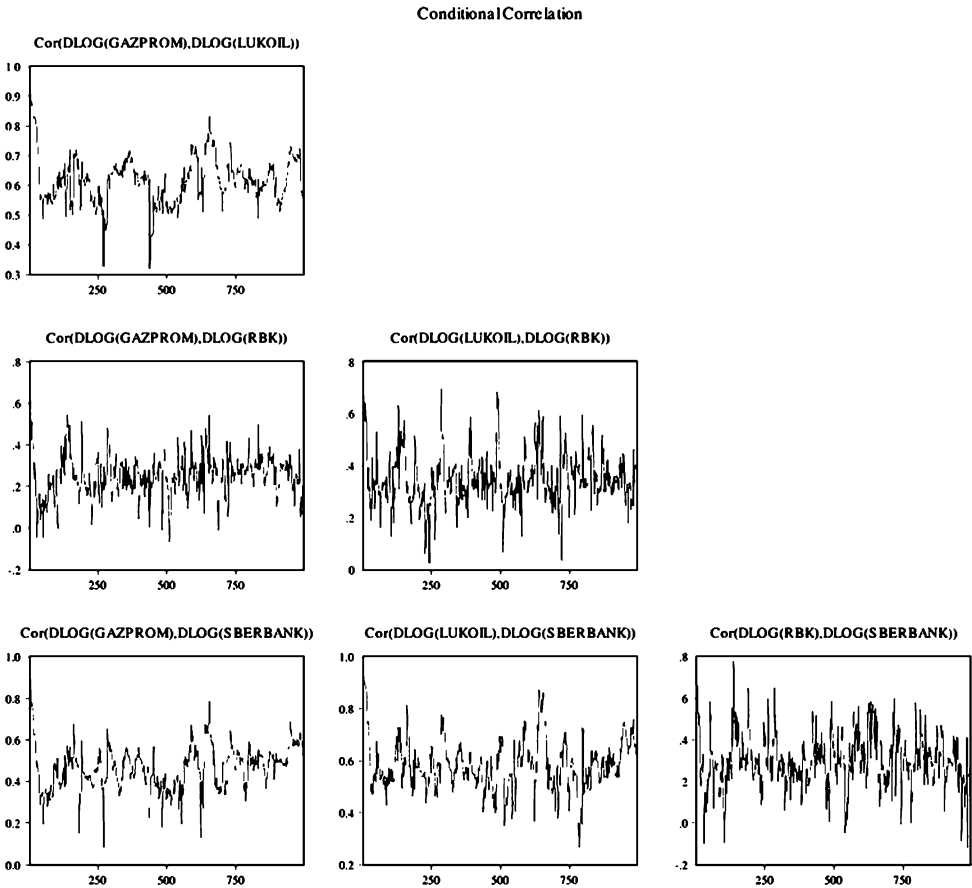 Conditional Correlation
Cor(DLOG(GAZPROM),DLOG(LUKOIL))
1 0
0.9
0.8
0.7
0.6
0.5
0.4
0.3
250 500 750
Cor(DLOG(GAZPROM),DLOG(RBK)) Cor(DLOG(LUKOIL),DLOG(RBK))
.8 8
.6 .6
.4 .4
.2 .2
.0 0
-.2
250 500 750 250 500 750
Cor(DLOG(GAZPROM),DLOG(SBERBANK)) Cor(DLOG(LUKOIL),DLOG(SBERBANK)) Cor(DLOG(RBK),DLOG(SBERBANK))
1.0 1.0 .8
0.8 0.8 6
0.6 0.6 .4
0.4 0.4 2
0.2 0.2 .0
0.0 -.2
250 500 750 250 500 750 250 500 750